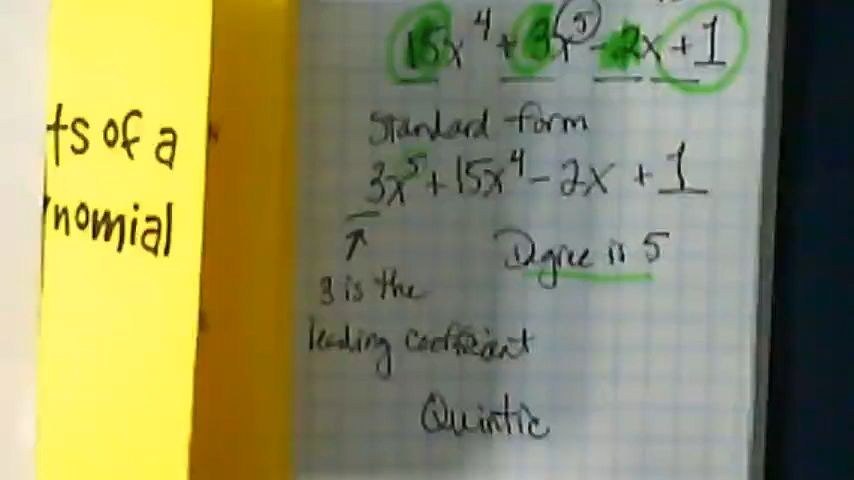 ts of a
nomial
15x⁴ + 3x⁵ - 2x + 1
Standard form
3x⁵ + 15x⁴ - 2x + 1
Degree is 5
3 is the
leading coefficient
Quintic